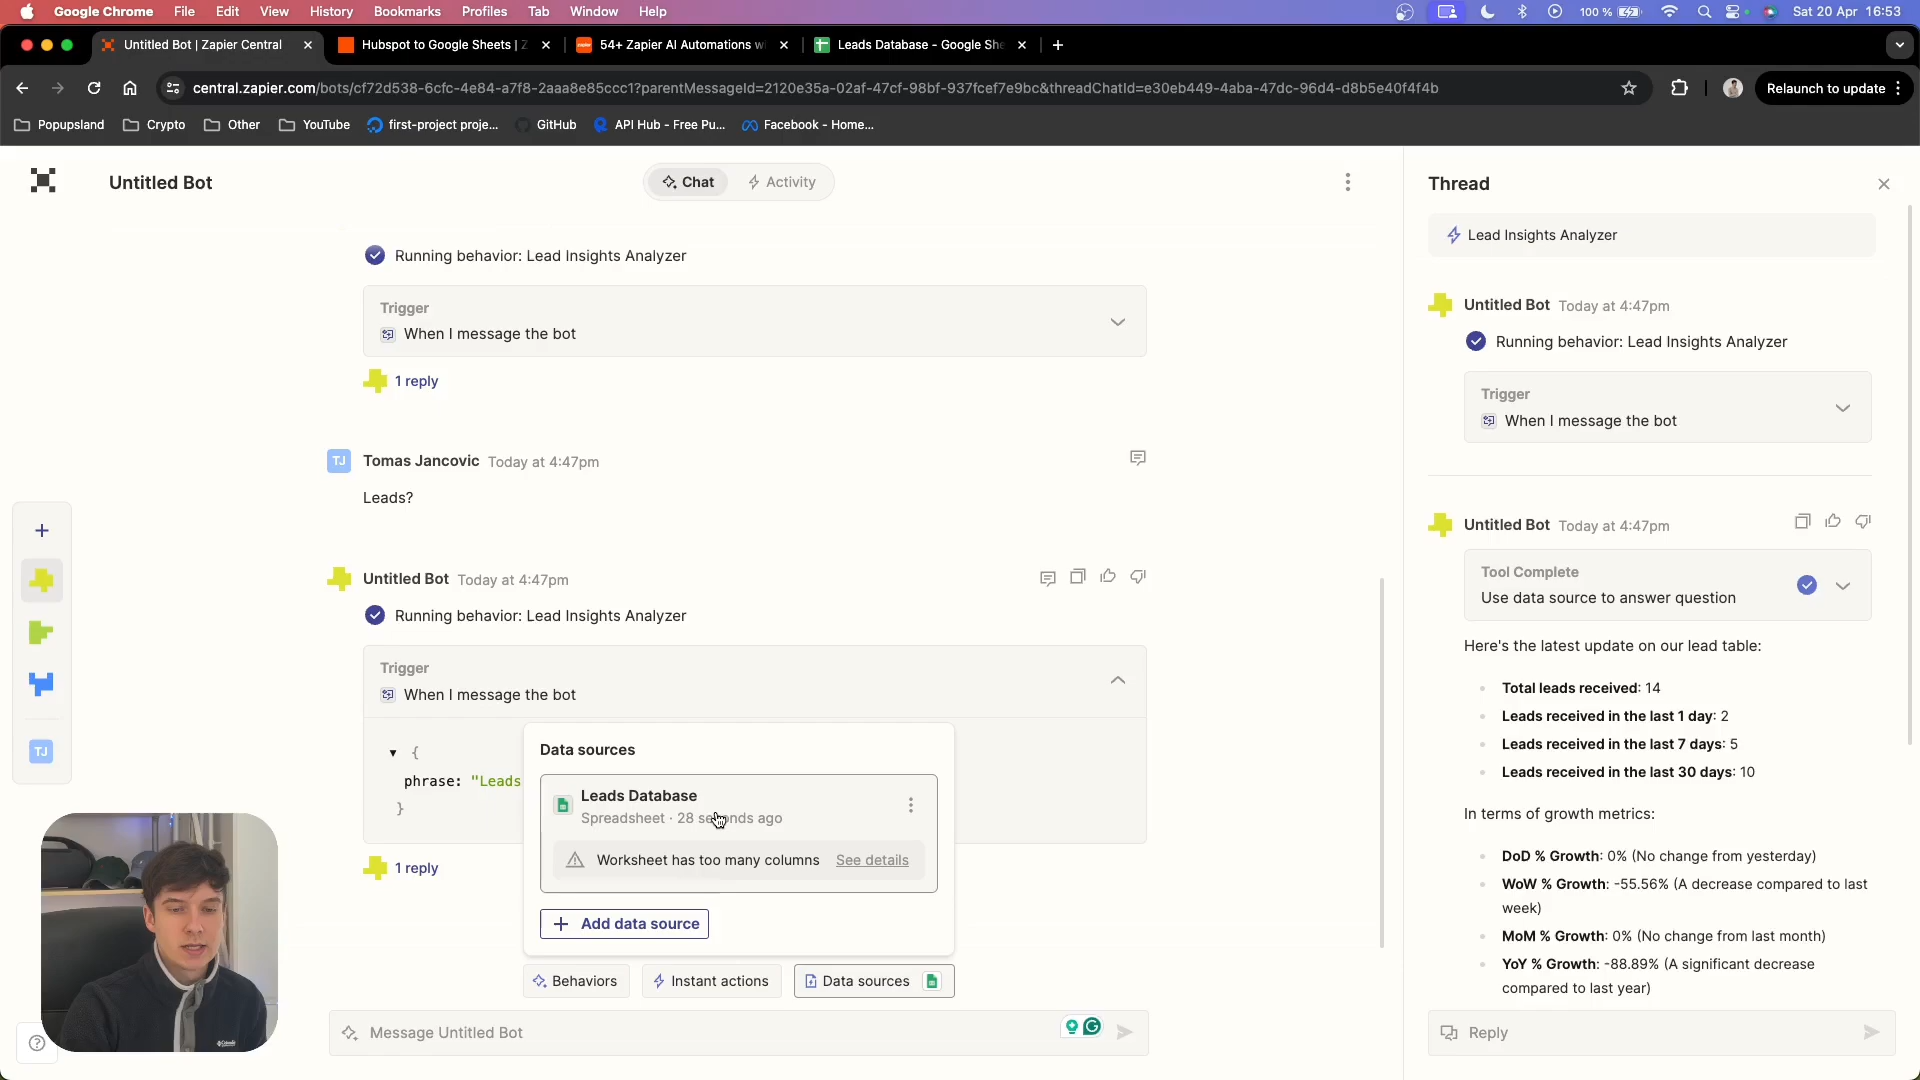 Google Chrome File Edit View History Bookmarks Profiles Tab Window Help 100 % Sat 20 Apr 16:53
Untitled Bot | Zapier Central
Hubspot to Google Sheets | Z
54+ Zapier AI Automations wi
Leads Database - Google She
central.zapier.com/bots/cf72d538-6cfc-4e84-a7f8-2aaa8e85ccc1?parentMessageId=2120e35a-02af-47cf-98bf-937fcef7e9bc&threadChatId=e30eb449-4aba-47dc-96d4-d8b5e40f4f4b
Relaunch to update
Popupsland Crypto Other YouTube first-project proje... GitHub API Hub - Free Pu... Facebook - Home...
Untitled Bot
Chat Activity
Running behavior: Lead Insights Analyzer
Trigger
When I message the bot
1 reply
TJ Tomas Jancovic Today at 4:47pm
Leads?
Untitled Bot Today at 4:47pm
Running behavior: Lead Insights Analyzer
Trigger
When I message the bot
{
phrase: "Leads
}
1 reply
Data sources
Leads Database
Spreadsheet · 28 seconds ago
Worksheet has too many columns See details
+ Add data source
Behaviors Instant actions Data sources
Message Untitled Bot
TJ
Thread
Lead Insights Analyzer
Untitled Bot Today at 4:47pm
Running behavior: Lead Insights Analyzer
Trigger
When I message the bot
Untitled Bot Today at 4:47pm
Tool Complete
Use data source to answer question
Here's the latest update on our lead table:
Total leads received: 14
Leads received in the last 1 day: 2
Leads received in the last 7 days: 5
Leads received in the last 30 days: 10
In terms of growth metrics:
DoD % Growth: 0% (No change from yesterday)
WoW % Growth: -55.56% (A decrease compared to last
week)
MoM % Growth: 0% (No change from last month)
YoY % Growth: -88.89% (A significant decrease
compared to last year)
Reply